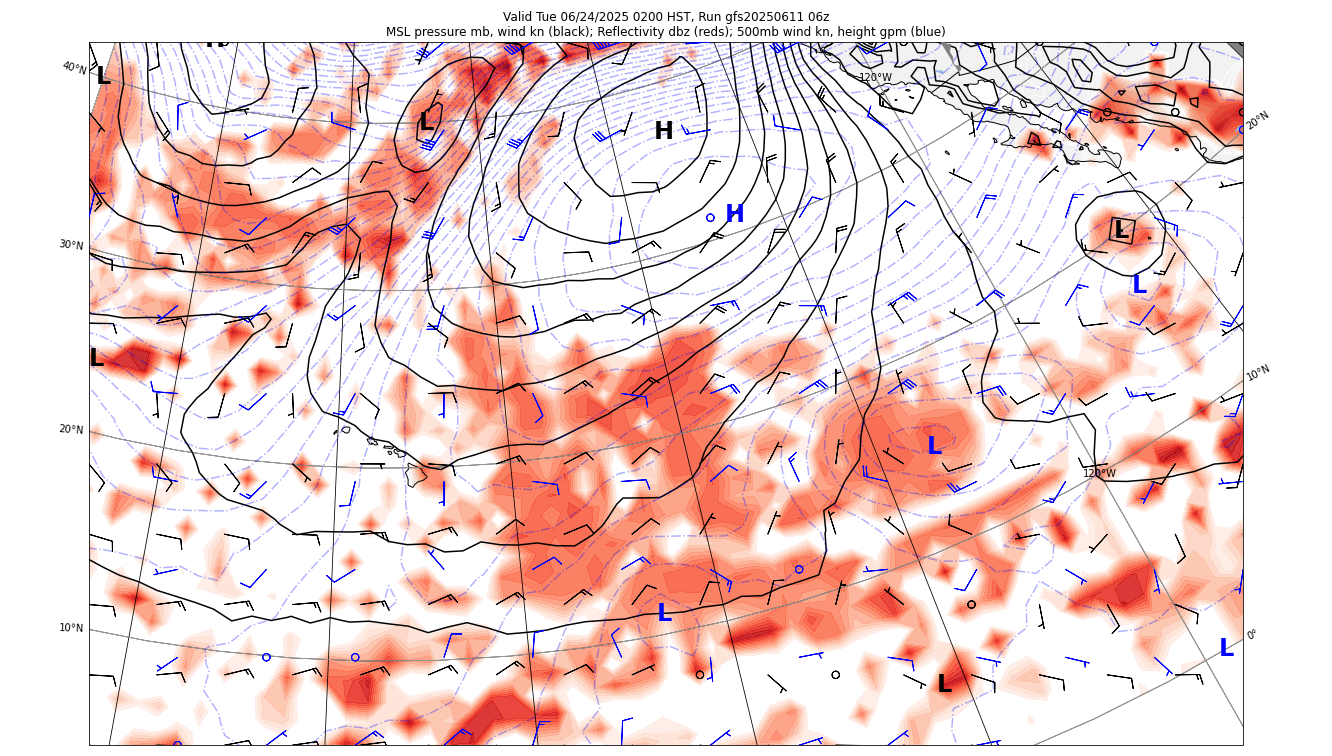 Valid Tue 06/24/2025 0200 HST, Run gfs20250611 06z
MSL pressure mb, wind kn (black); Reflectivity dbz (reds); 500mb wind kn, height gpm (blue)
H
40°N
L
120°W
L
H
20°N
H
L
30°N
L
L
10°N
20°N
L
120°W
L
10°N
0°
L
L